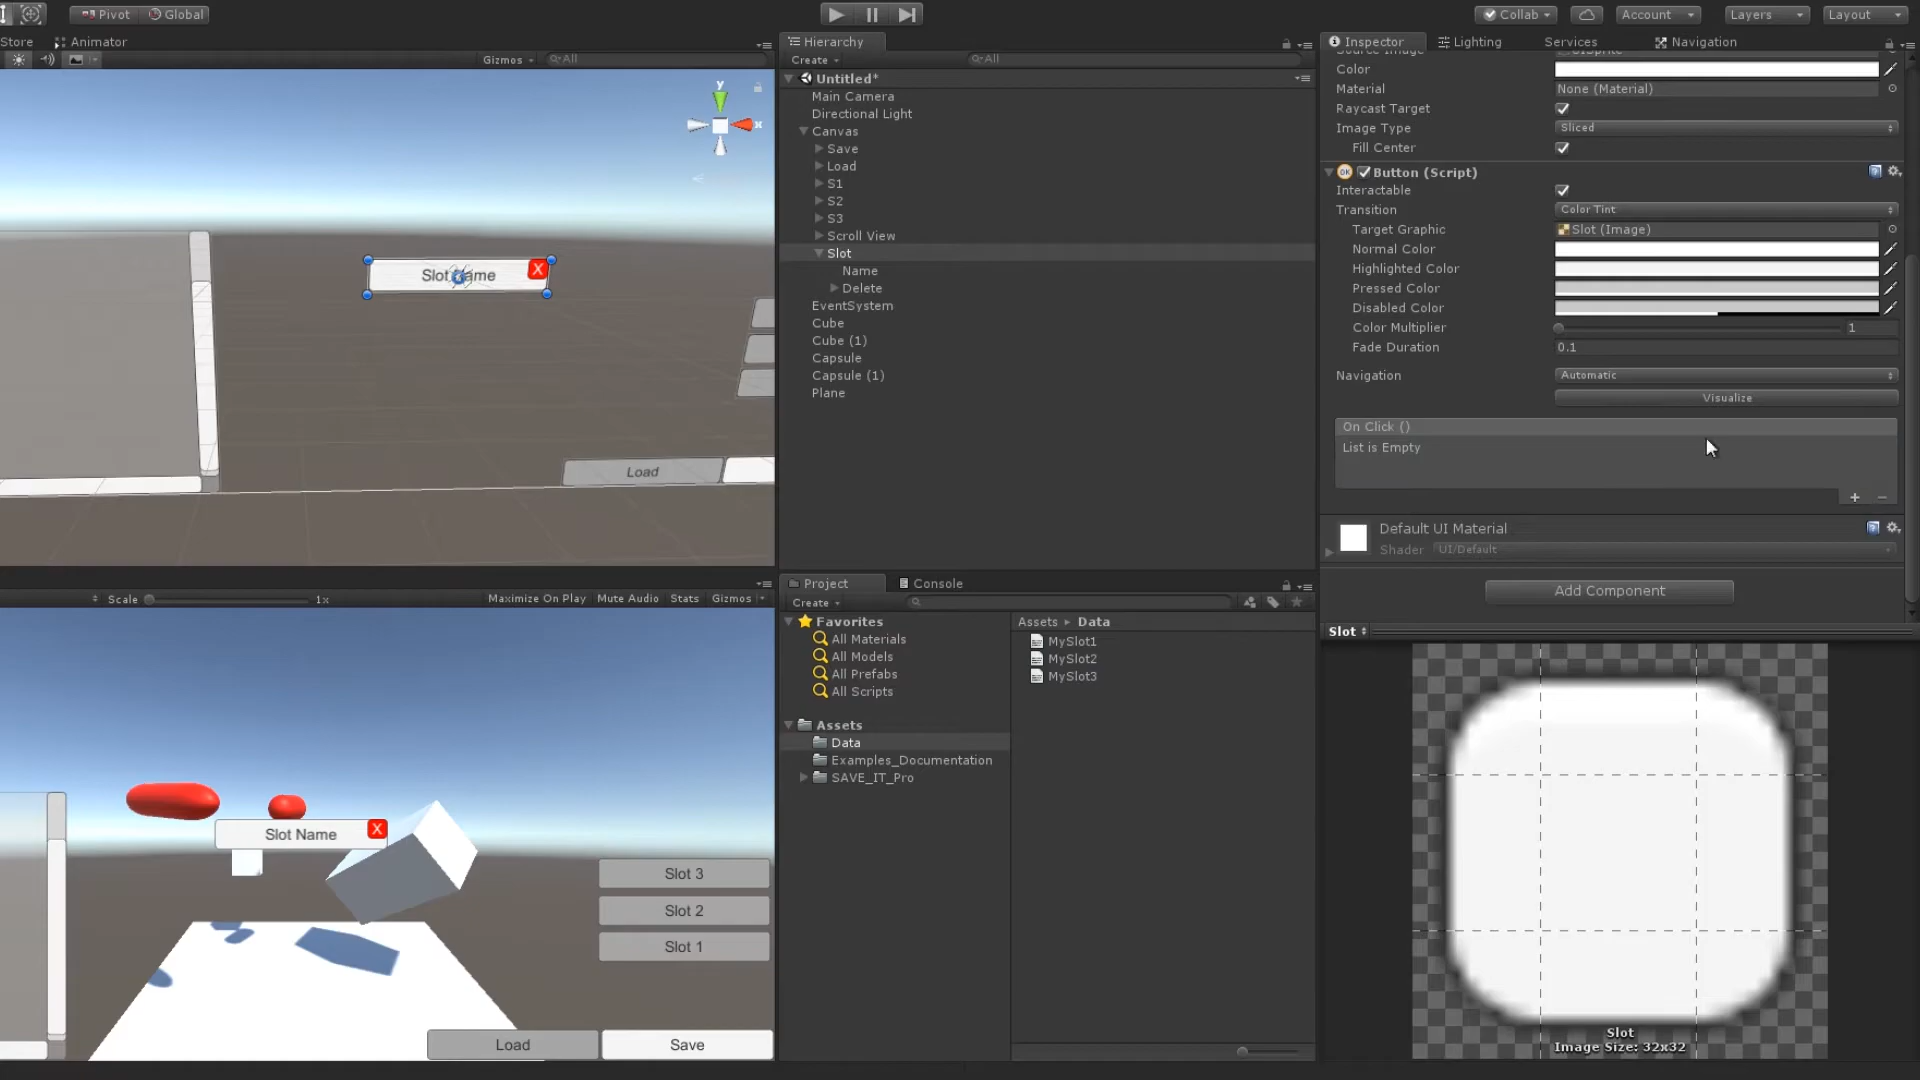 Pivot Global
Collab
Account
Layers
Layout
Store Animator
Gizmos All
Slot Name
X
Load
Scale 1x
Maximize On Play Mute Audio Stats Gizmos
Slot Name
X
Slot 3
Slot 2
Slot 1
Load
Save
Hierarchy
Create All
Untitled*
Main Camera
Directional Light
Canvas
Save
Load
S1
S2
S3
Scroll View
Slot
Name
Delete
EventSystem
Cube
Cube (1)
Capsule
Capsule (1)
Plane
Project Console
Create
Favorites
All Materials
All Models
All Prefabs
All Scripts
Assets
Data
Examples_Documentation
SAVE_IT_Pro
Assets Data
MySlot1
MySlot2
MySlot3
Inspector Lighting Services Navigation
Source Image UISprite
Color
Material None (Material)
Raycast Target
Image Type Sliced
Fill Center
OK Button (Script)
Interactable
Transition Color Tint
Target Graphic Slot (Image)
Normal Color
Highlighted Color
Pressed Color
Disabled Color
Color Multiplier 1
Fade Duration 0.1
Navigation Automatic
Visualize
On Click ()
List is Empty
+ −
Default UI Material
Shader UI/Default
Add Component
Slot
Slot
Image Size: 32x32
y
x